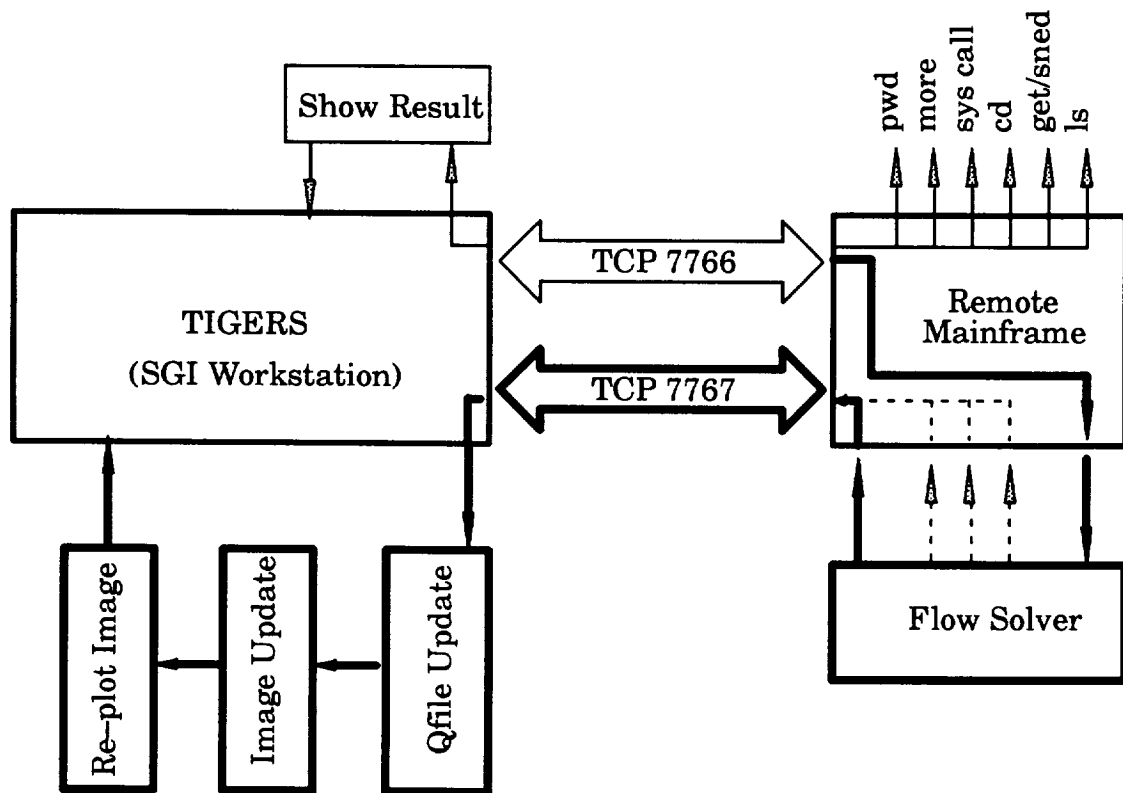 Show Result
pwd
more
sys call
cd
get/sned
ls
TCP 7766
TIGERS
(SGI Workstation)
Remote
Mainframe
TCP 7767
Re-plot Image
Image Update
Qfile Update
Flow Solver